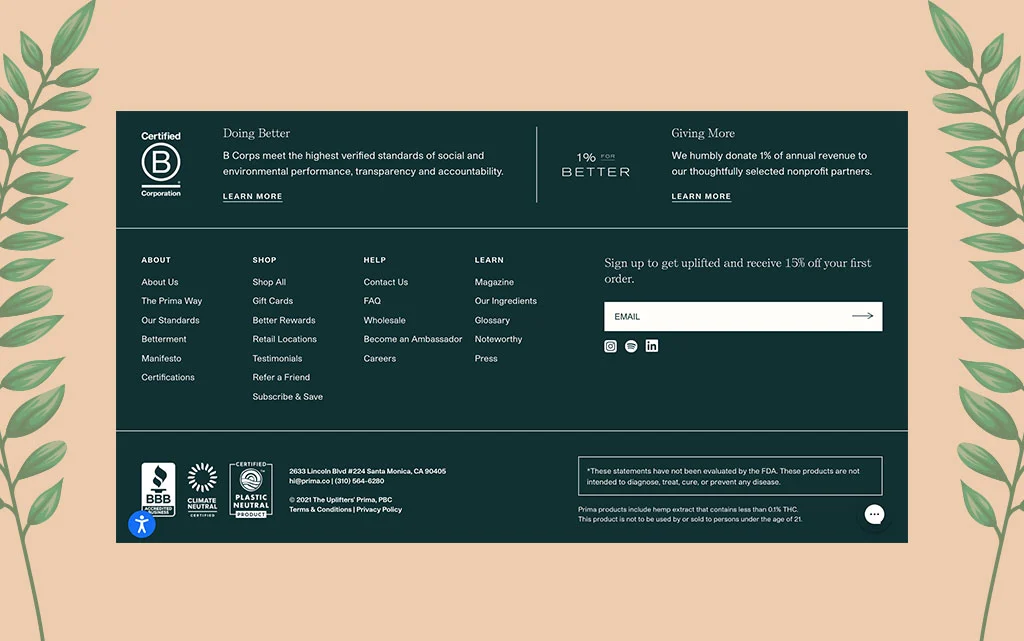 Certified
B
Corporation
Doing Better
B Corps meet the highest verified standards of social and
environmental performance, transparency and accountability.
LEARN MORE
1% FOR
BETTER
Giving More
We humbly donate 1% of annual revenue to
our thoughtfully selected nonprofit partners.
LEARN MORE
ABOUT
About Us
The Prima Way
Our Standards
Betterment
Manifesto
Certifications
SHOP
Shop All
Gift Cards
Better Rewards
Retail Locations
Testimonials
Refer a Friend
Subscribe & Save
HELP
Contact Us
FAQ
Wholesale
Become an Ambassador
Careers
LEARN
Magazine
Our Ingredients
Glossary
Noteworthy
Press
Sign up to get uplifted and receive 15% off your first
order.
EMAIL
in
BBB
ACCREDITED
BUSINESS
CLIMATE
NEUTRAL
CERTIFIED
CERTIFIED
PLASTIC
NEUTRAL
PRODUCT
2633 Lincoln Blvd #224 Santa Monica, CA 90405
hi@prima.co | (310) 564-6280
© 2021 The Uplifters' Prima, PBC
Terms & Conditions | Privacy Policy
*These statements have not been evaluated by the FDA. These products are not
intended to diagnose, treat, cure, or prevent any disease.
Prima products include hemp extract that contains less than 0.1% THC.
This product is not to be used by or sold to persons under the age of 21.